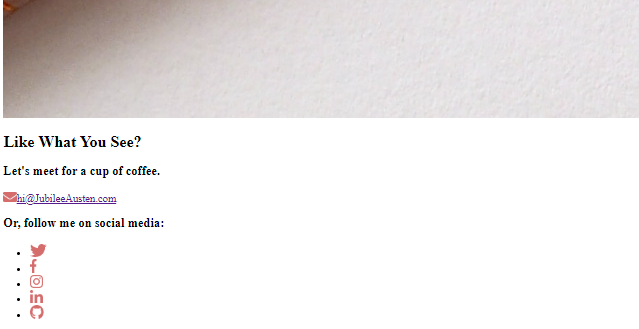 Like What You See?
Let's meet for a cup of coffee.
hi@JubileeAusten.com
Or, follow me on social media: